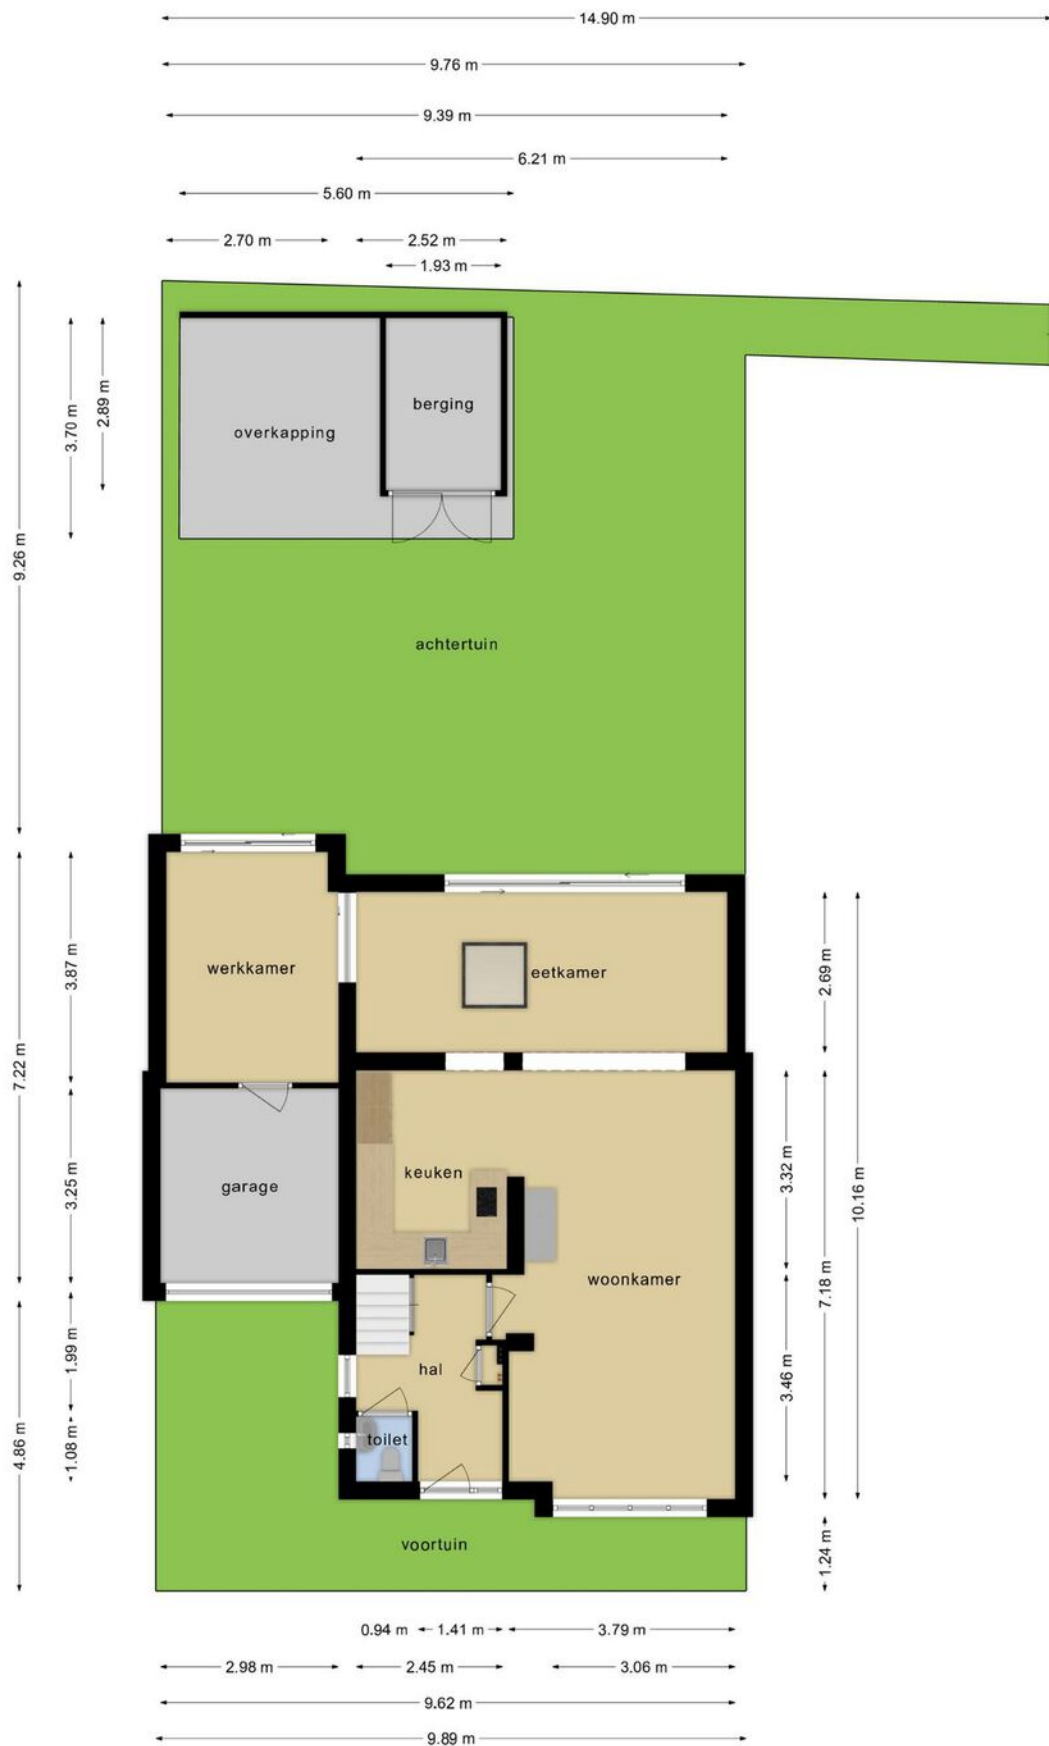 14.90 m
9.76 m
9.39 m
6.21 m
5.60 m
2.70 m
2.52 m
1.93 m
9.26 m
3.70 m
2.89 m
overkapping
berging
achtertuin
7.22 m
3.87 m
werkkamer
eetkamer
2.69 m
10.16 m
3.25 m
garage
keuken
woonkamer
3.32 m
7.18 m
4.86 m
1.99 m
1.08 m
hal
toilet
3.46 m
voortuin
1.24 m
0.94 m
1.41 m
3.79 m
2.98 m
2.45 m
3.06 m
9.62 m
9.89 m